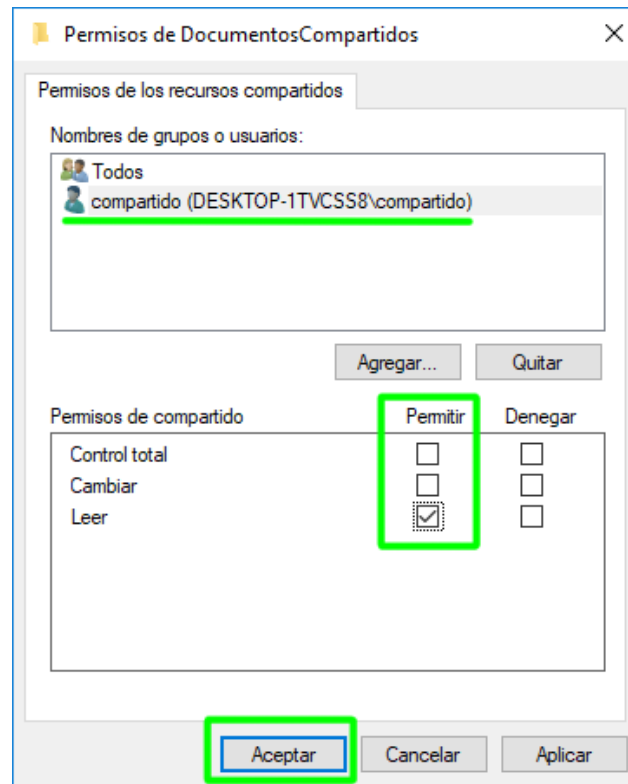 Permisos de DocumentosCompartidos
Permisos de los recursos compartidos
Nombres de grupos o usuarios:
Todos
compartido (DESKTOP-1TVCSS8\compartido)
Agregar... Quitar
Permisos de compartido Permitir Denegar
Control total
Cambiar
Leer
Aceptar Cancelar Aplicar